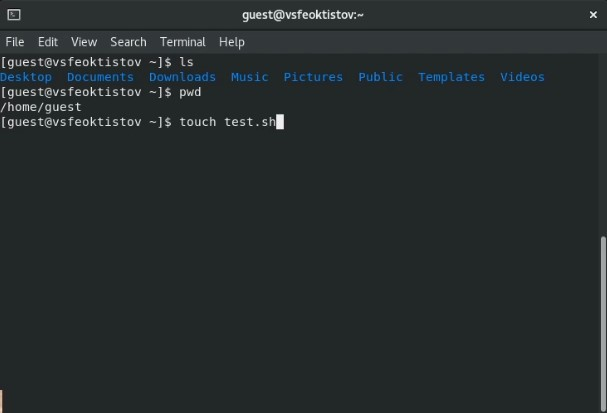 guest@vsfeoktistov:~
File Edit View Search Terminal Help
[guest@vsfeoktistov ~]$ ls
Desktop Documents Downloads Music Pictures Public Templates Videos
[guest@vsfeoktistov ~]$ pwd
/home/guest
[guest@vsfeoktistov ~]$ touch test.sh